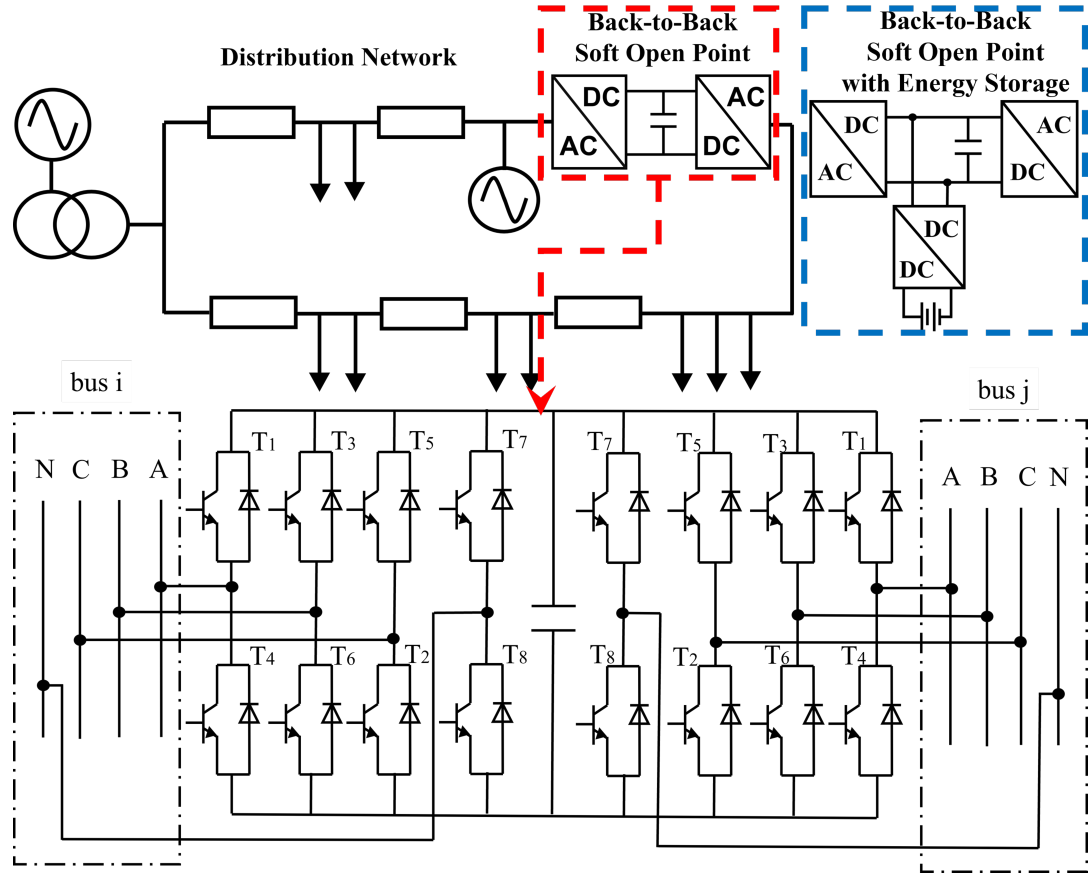 Distribution Network
Back-to-Back
Soft Open Point
DC
AC
AC
DC
Back-to-Back
Soft Open Point
with Energy Storage
DC
AC
AC
DC
DC
DC
bus i
N C B A
T1 T3 T5 T7
T4 T6 T2 T8
T7 T5 T3 T1
T8 T2 T6 T4
bus j
A B C N